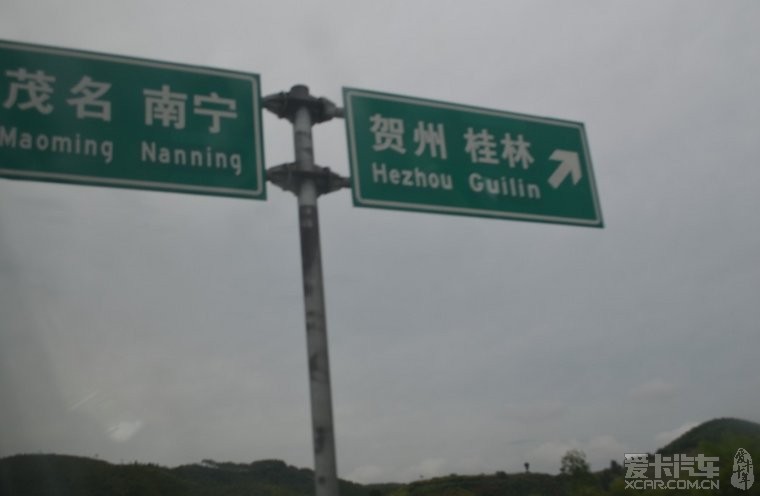 茂名 南宁
Maoming Nanning
贺州 桂林
Hezhou Guilin
爱卡汽车
XCAR.COM.CN